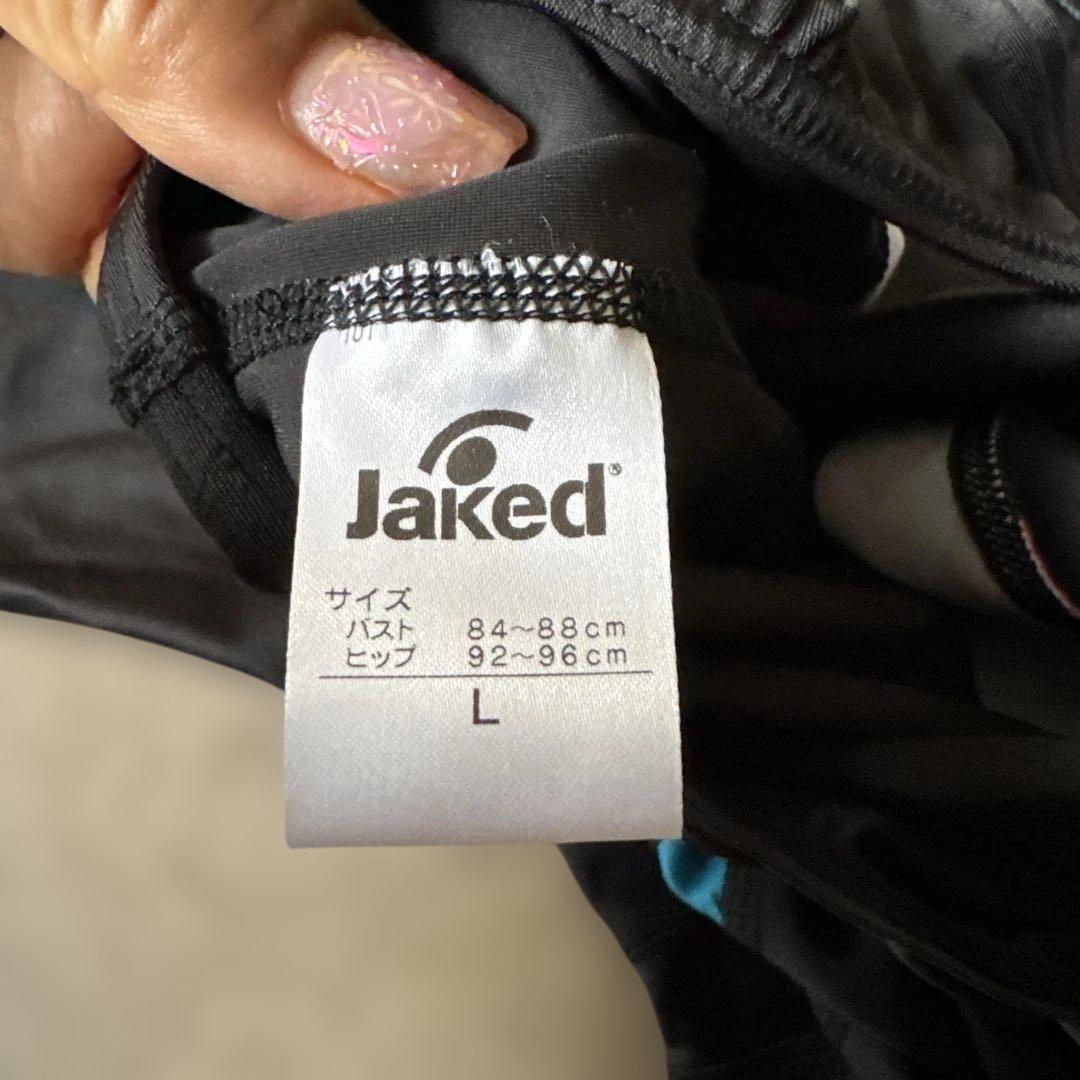 Jaked®
サイズ
バスト 84〜88cm
ヒップ 92〜96cm
L